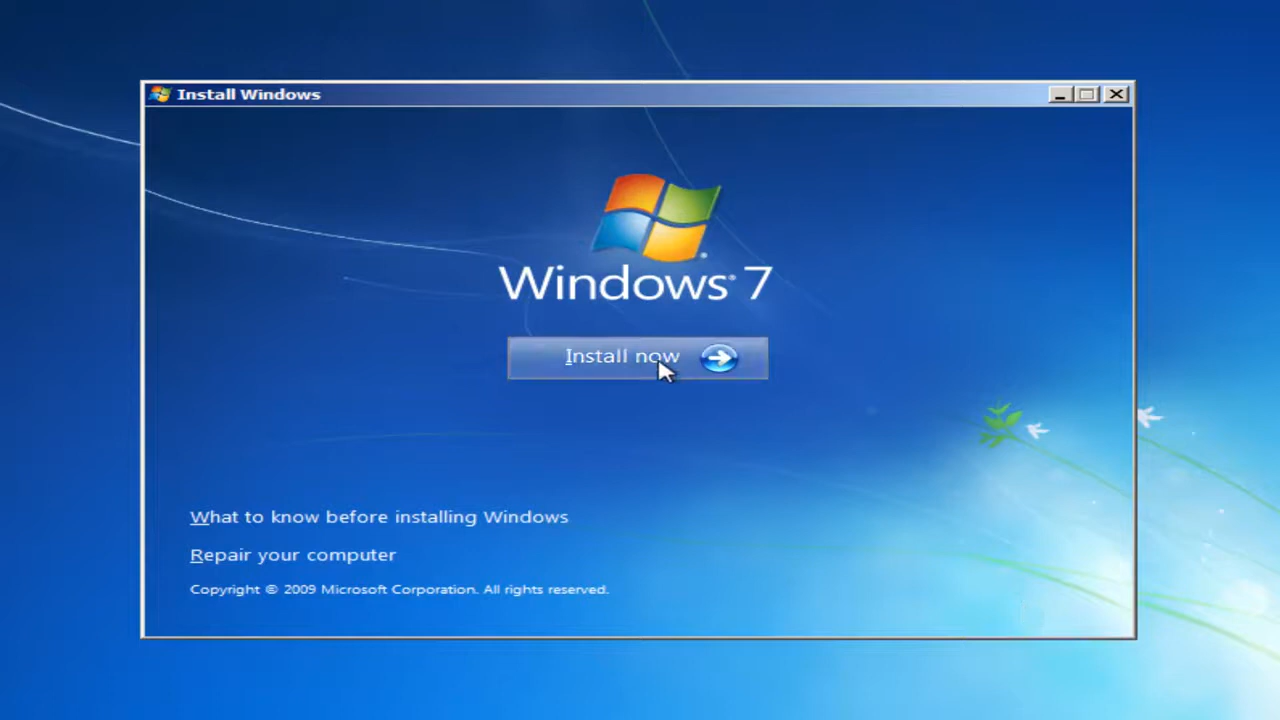 Install Windows
Windows® 7
Install now
What to know before installing Windows
Repair your computer
Copyright © 2009 Microsoft Corporation. All rights reserved.